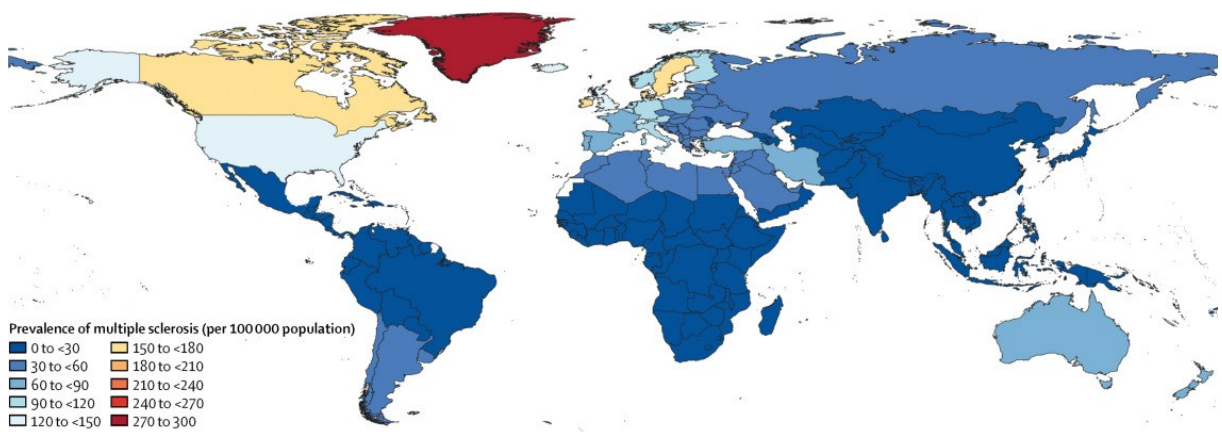 Prevalence of multiple sclerosis (per 100 000 population)
0 to <30
30 to <60
60 to <90
90 to <120
120 to <150
150 to <180
180 to <210
210 to <240
240 to <270
270 to 300